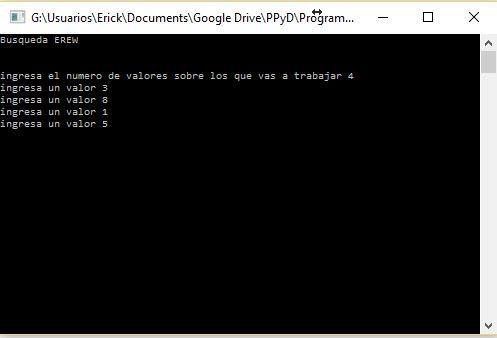 G:\Usuarios\Erick\Documents\Google Drive\PPyD\Program...
Busqueda EREW
ingresa el numero de valores sobre los que vas a trabajar 4
ingresa un valor 3
ingresa un valor 8
ingresa un valor 1
ingresa un valor 5